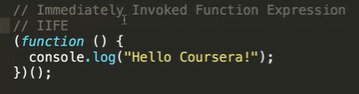 // Immediately Invoked Function Expression
// IIFE
(function () {
  console.log("Hello Coursera!");
})();